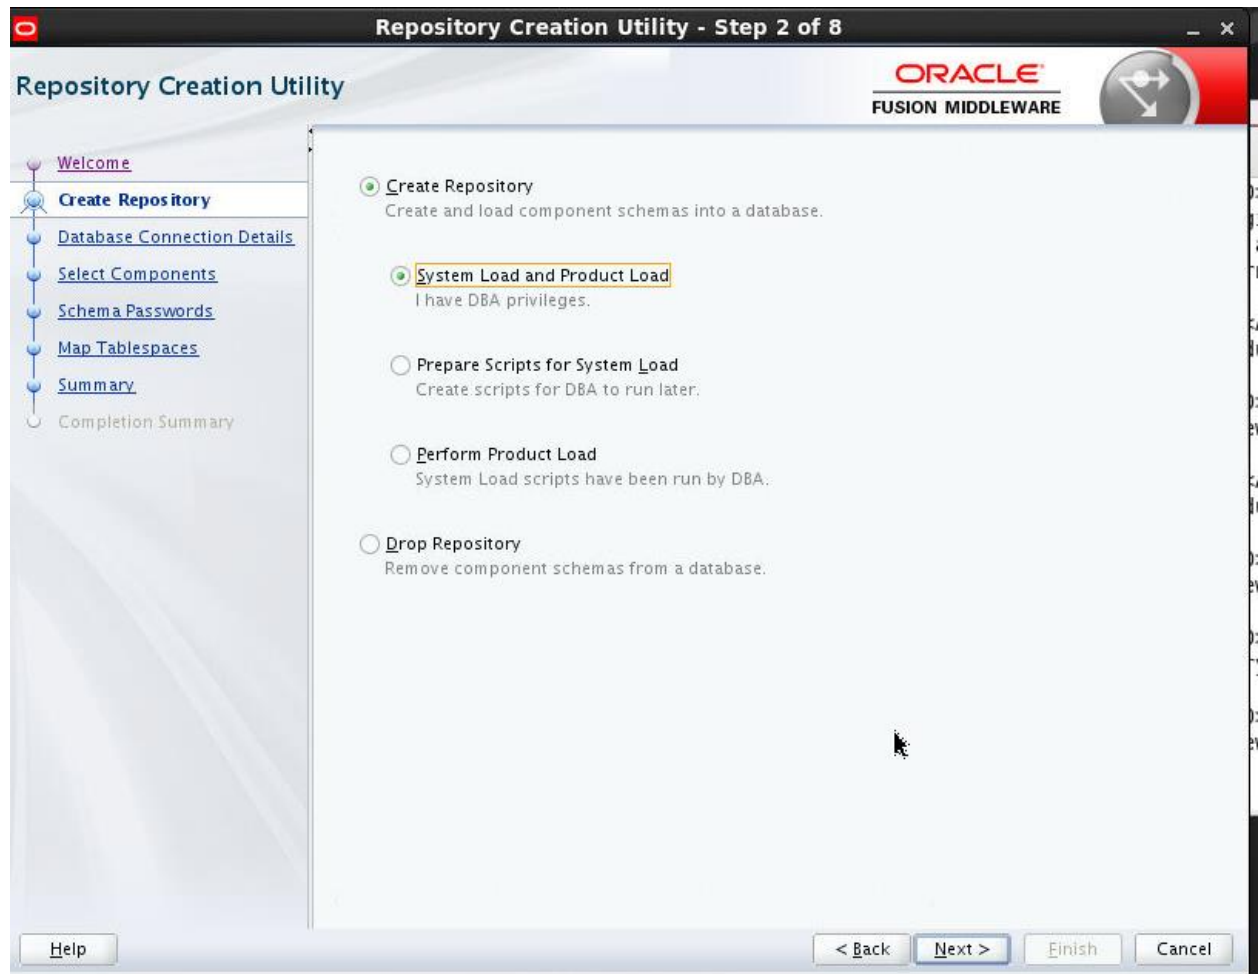 Repository Creation Utility - Step 2 of 8
Repository Creation Utility
ORACLE
FUSION MIDDLEWARE
Welcome
Create Repository
Database Connection Details
Select Components
Schema Passwords
Map Tablespaces
Summary
Completion Summary
Create Repository
Create and load component schemas into a database.
System Load and Product Load
I have DBA privileges.
Prepare Scripts for System Load
Create scripts for DBA to run later.
Perform Product Load
System Load scripts have been run by DBA.
Drop Repository
Remove component schemas from a database.
Help
< Back
Next >
Finish
Cancel